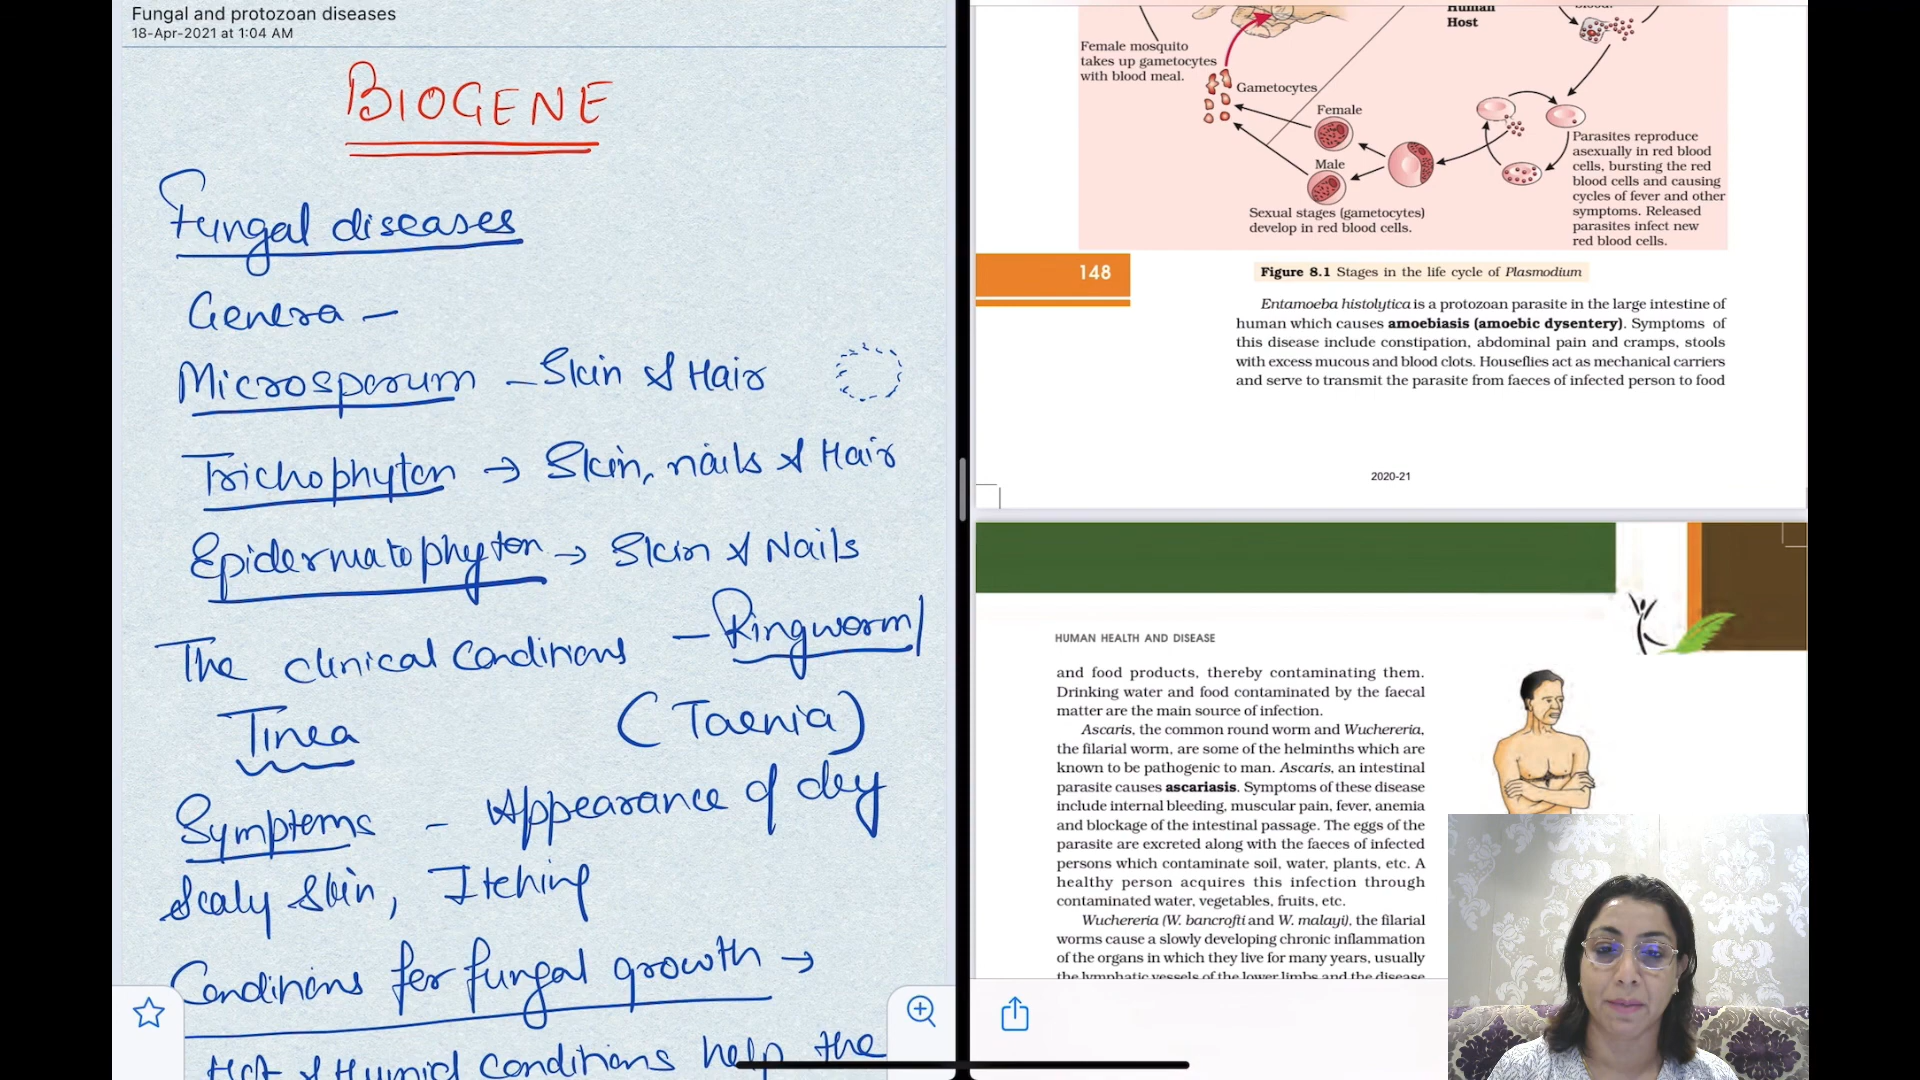 Fungal and protozoan diseases
18-Apr-2021 at 1:04 AM
BIOGENE
Fungal diseases
Genera –
Microsporum – Skin & Hair
Trichophyton → Skin, nails & Hair
Epidermatophyton → Skin & Nails
The clinical conditions – Ringworm/
Tinea (Taenia)
Symptoms – Appearance of dry
Scaly Skin, Itching
Conditions for fungal growth →
Hot & Humid conditions help the
Female mosquito
takes up gametocytes
with blood meal.
Gametocytes
Female
Male
Sexual stages (gametocytes)
develop in red blood cells.
Human
Host
blood.
Parasites reproduce
asexually in red blood
cells, bursting the red
blood cells and causing
cycles of fever and other
symptoms. Released
parasites infect new
red blood cells.
148
Figure 8.1 Stages in the life cycle of Plasmodium
Entamoeba histolytica is a protozoan parasite in the large intestine of
human which causes amoebiasis (amoebic dysentery). Symptoms of
this disease include constipation, abdominal pain and cramps, stools
with excess mucous and blood clots. Houseflies act as mechanical carriers
and serve to transmit the parasite from faeces of infected person to food
2020-21
HUMAN HEALTH AND DISEASE
and food products, thereby contaminating them.
Drinking water and food contaminated by the faecal
matter are the main source of infection.
Ascaris, the common round worm and Wuchereria,
the filarial worm, are some of the helminths which are
known to be pathogenic to man. Ascaris, an intestinal
parasite causes ascariasis. Symptoms of these disease
include internal bleeding, muscular pain, fever, anemia
and blockage of the intestinal passage. The eggs of the
parasite are excreted along with the faeces of infected
persons which contaminate soil, water, plants, etc. A
healthy person acquires this infection through
contaminated water, vegetables, fruits, etc.
Wuchereria (W. bancrofti and W. malayi), the filarial
worms cause a slowly developing chronic inflammation
of the organs in which they live for many years, usually
the lymphatic vessels of the lower limbs and the disease